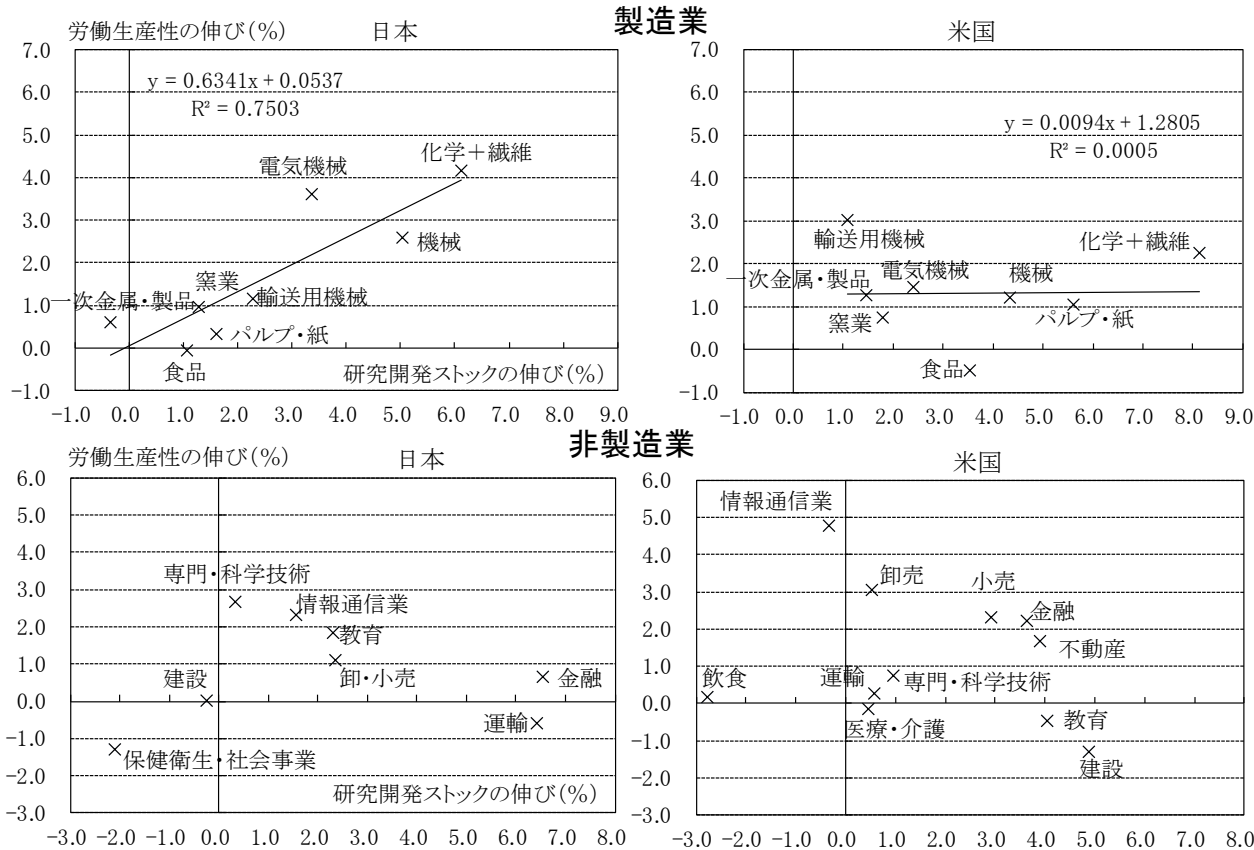 製造業
労働生産性の伸び(%)
日本
7.0
6.0
5.0
4.0
3.0
2.0
1.0
0.0
-1.0
y = 0.6341x + 0.0537
R² = 0.7503
化学＋繊維
電気機械
機械
窯業
一次金属・製品
輸送用機械
パルプ・紙
食品
研究開発ストックの伸び(%)
-1.0 0.0 1.0 2.0 3.0 4.0 5.0 6.0 7.0 8.0 9.0
米国
7.0
6.0
5.0
4.0
3.0
2.0
1.0
0.0
-1.0
y = 0.0094x + 1.2805
R² = 0.0005
輸送用機械
化学＋繊維
一次金属・製品
電気機械
機械
窯業
パルプ・紙
食品
-1.0 0.0 1.0 2.0 3.0 4.0 5.0 6.0 7.0 8.0 9.0
非製造業
労働生産性の伸び(%)
日本
6.0
5.0
4.0
3.0
2.0
1.0
0.0
-1.0
-2.0
-3.0
専門・科学技術
情報通信業
教育
卸・小売
建設
金融
運輸
保健衛生・社会事業
研究開発ストックの伸び(%)
-3.0 -2.0 -1.0 0.0 1.0 2.0 3.0 4.0 5.0 6.0 7.0 8.0
米国
6.0
5.0
4.0
3.0
2.0
1.0
0.0
-1.0
-2.0
-3.0
情報通信業
卸売
小売
金融
不動産
飲食
運輸
専門・科学技術
医療・介護
教育
建設
-3.0 -2.0 -1.0 0.0 1.0 2.0 3.0 4.0 5.0 6.0 7.0 8.0